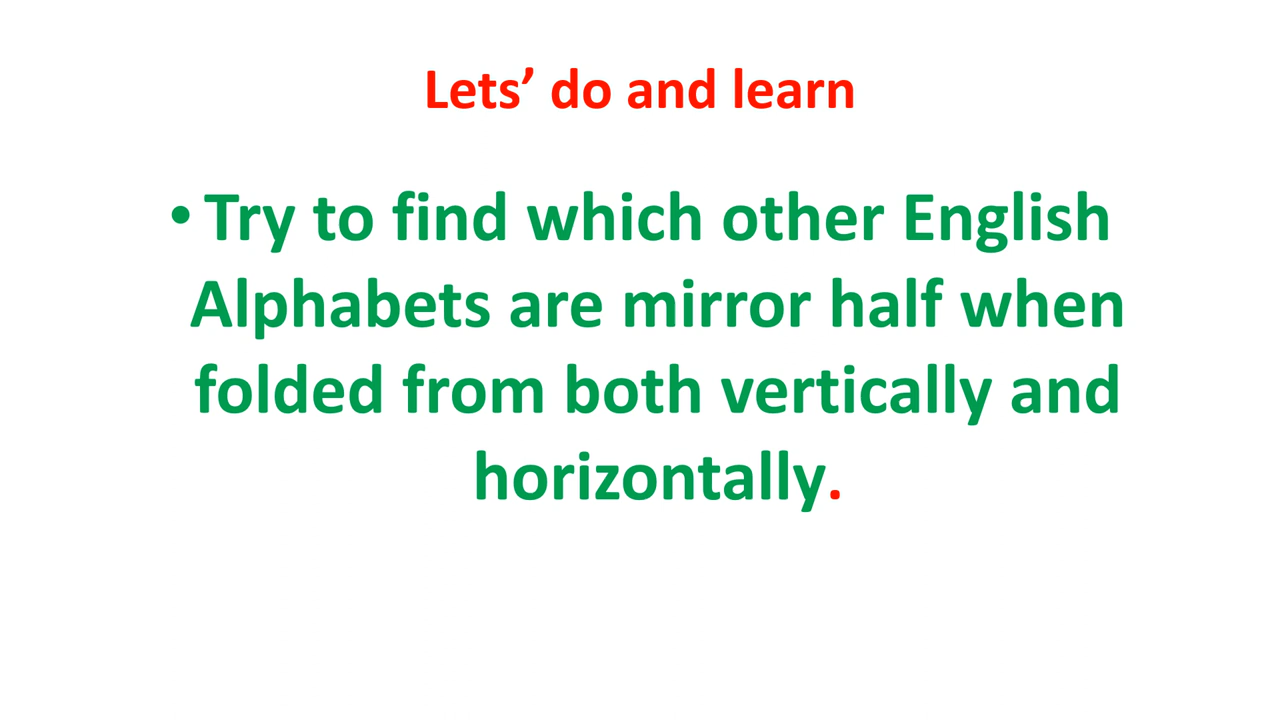 Lets’ do and learn
• Try to find which other English
Alphabets are mirror half when
folded from both vertically and
horizontally.